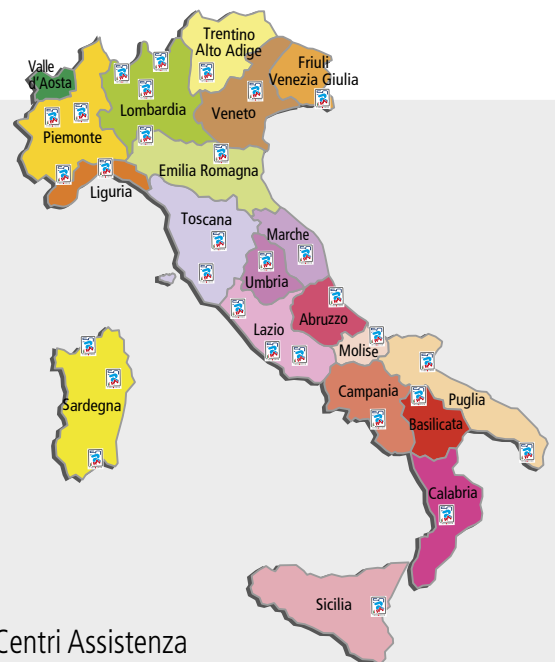 Trentino
Alto Adige
Friuli
Venezia Giulia
Valle
d'Aosta
Lombardia
Veneto
Piemonte
Emilia Romagna
Liguria
Toscana
Marche
Umbria
Abruzzo
Lazio
Molise
Campania
Puglia
Sardegna
Basilicata
Calabria
Sicilia
Centri Assistenza